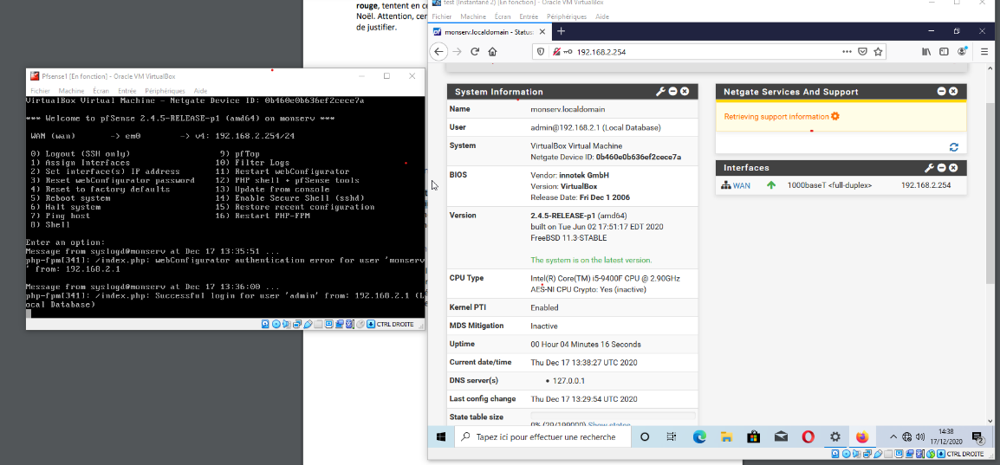 rouge, tentent en c
Noël. Attention, cer
de justifier.
Pfsense1 [En fonction] - Oracle VM VirtualBox
Fichier Machine Écran Entrée Périphériques Aide
VirtualBox Virtual Machine - Netgate Device ID: 0b460e0b636ef2cece7a
*** Welcome to pfSense 2.4.5-RELEASE-p1 (amd64) on monserv ***
WAN (wan) -> em0 -> v4: 192.168.2.254/24
0) Logout (SSH only) 9) pfTop
1) Assign Interfaces 10) Filter Logs
2) Set interface(s) IP address 11) Restart webConfigurator
3) Reset webConfigurator password 12) PHP shell + pfSense tools
4) Reset to factory defaults 13) Update from console
5) Reboot system 14) Enable Secure Shell (sshd)
6) Halt system 15) Restore recent configuration
7) Ping host 16) Restart PHP-FPM
8) Shell
Enter an option:
Message from syslogd@monserv at Dec 17 13:35:51 ...
php-fpm[341]: /index.php: webConfigurator authentication error for user 'monserv
' from: 192.168.2.1
Message from syslogd@monserv at Dec 17 13:36:00 ...
php-fpm[341]: /index.php: Successful login for user 'admin' from: 192.168.2.1 (L
ocal Database)
CTRL DROITE
test (Instantané 2) [En fonction] - Oracle VM VirtualBox
Fichier Machine Écran Entrée Périphériques Aide
monserv.localdomain - Status:
192.168.2.254
System Information
Name monserv.localdomain
User admin@192.168.2.1 (Local Database)
System VirtualBox Virtual Machine
Netgate Device ID: 0b460e0b636ef2cece7a
BIOS Vendor: innotek GmbH
Version: VirtualBox
Release Date: Fri Dec 1 2006
Version 2.4.5-RELEASE-p1 (amd64)
built on Tue Jun 02 17:51:17 EDT 2020
FreeBSD 11.3-STABLE
The system is on the latest version.
CPU Type Intel(R) Core(TM) i5-9400F CPU @ 2.90GHz
AES-NI CPU Crypto: Yes (inactive)
Kernel PTI Enabled
MDS Mitigation Inactive
Uptime 00 Hour 04 Minutes 16 Seconds
Current date/time Thu Dec 17 13:38:27 UTC 2020
DNS server(s) • 127.0.0.1
Last config change Thu Dec 17 13:29:54 UTC 2020
State table size
0% (29/199000) Show states
Netgate Services And Support
Retrieving support information
Interfaces
WAN 1000baseT <full-duplex> 192.168.2.254
Tapez ici pour effectuer une recherche
14:38
17/12/2020
2
CTRL DROITE